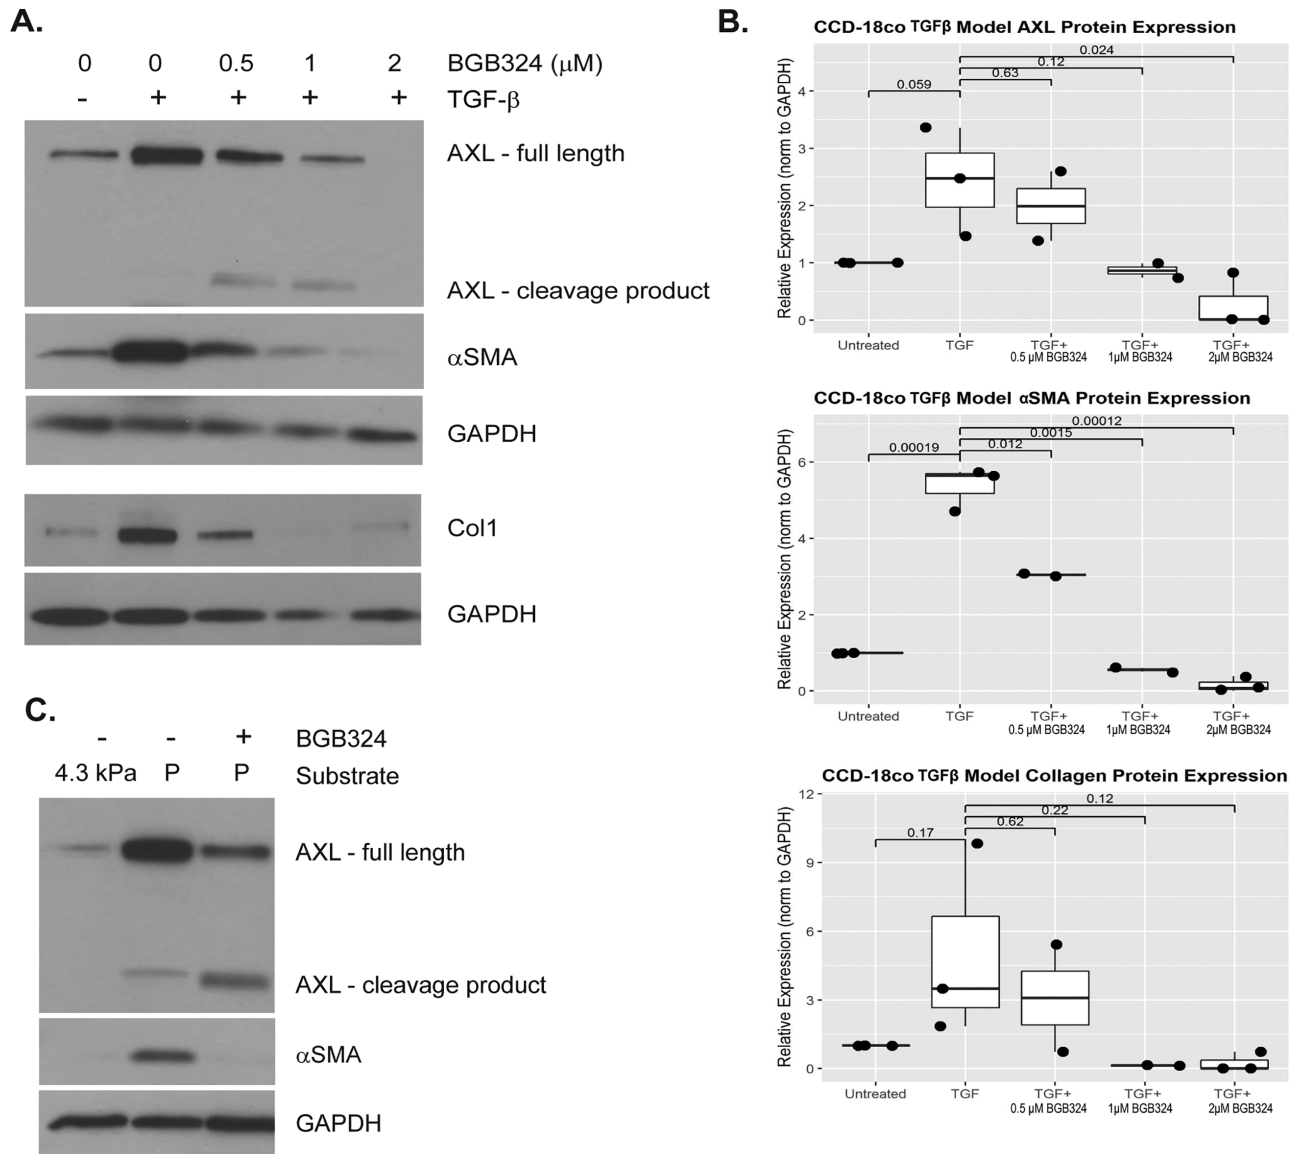 A.
0 0 0.5 1 2 BGB324 (μM)
- + + + + TGF-β
AXL - full length
AXL - cleavage product
αSMA
GAPDH
Col1
GAPDH
B.
CCD-18co TGFβ Model AXL Protein Expression
Relative Expression (norm to GAPDH)
0.024
0.12
0.63
0.059
4
3
2
1
0
Untreated TGF TGF+ TGF+ TGF+
0.5 μM BGB324 1μM BGB324 2μM BGB324
CCD-18co TGFβ Model αSMA Protein Expression
Relative Expression (norm to GAPDH)
0.00012
0.0015
0.012
0.00019
6
4
2
0
Untreated TGF TGF+ TGF+ TGF+
0.5 μM BGB324 1μM BGB324 2μM BGB324
CCD-18co TGFβ Model Collagen Protein Expression
Relative Expression (norm to GAPDH)
0.12
0.22
0.62
0.17
12
9
6
3
0
Untreated TGF TGF+ TGF+ TGF+
0.5 μM BGB324 1μM BGB324 2μM BGB324
C.
- - + BGB324
4.3 kPa P P Substrate
AXL - full length
AXL - cleavage product
αSMA
GAPDH